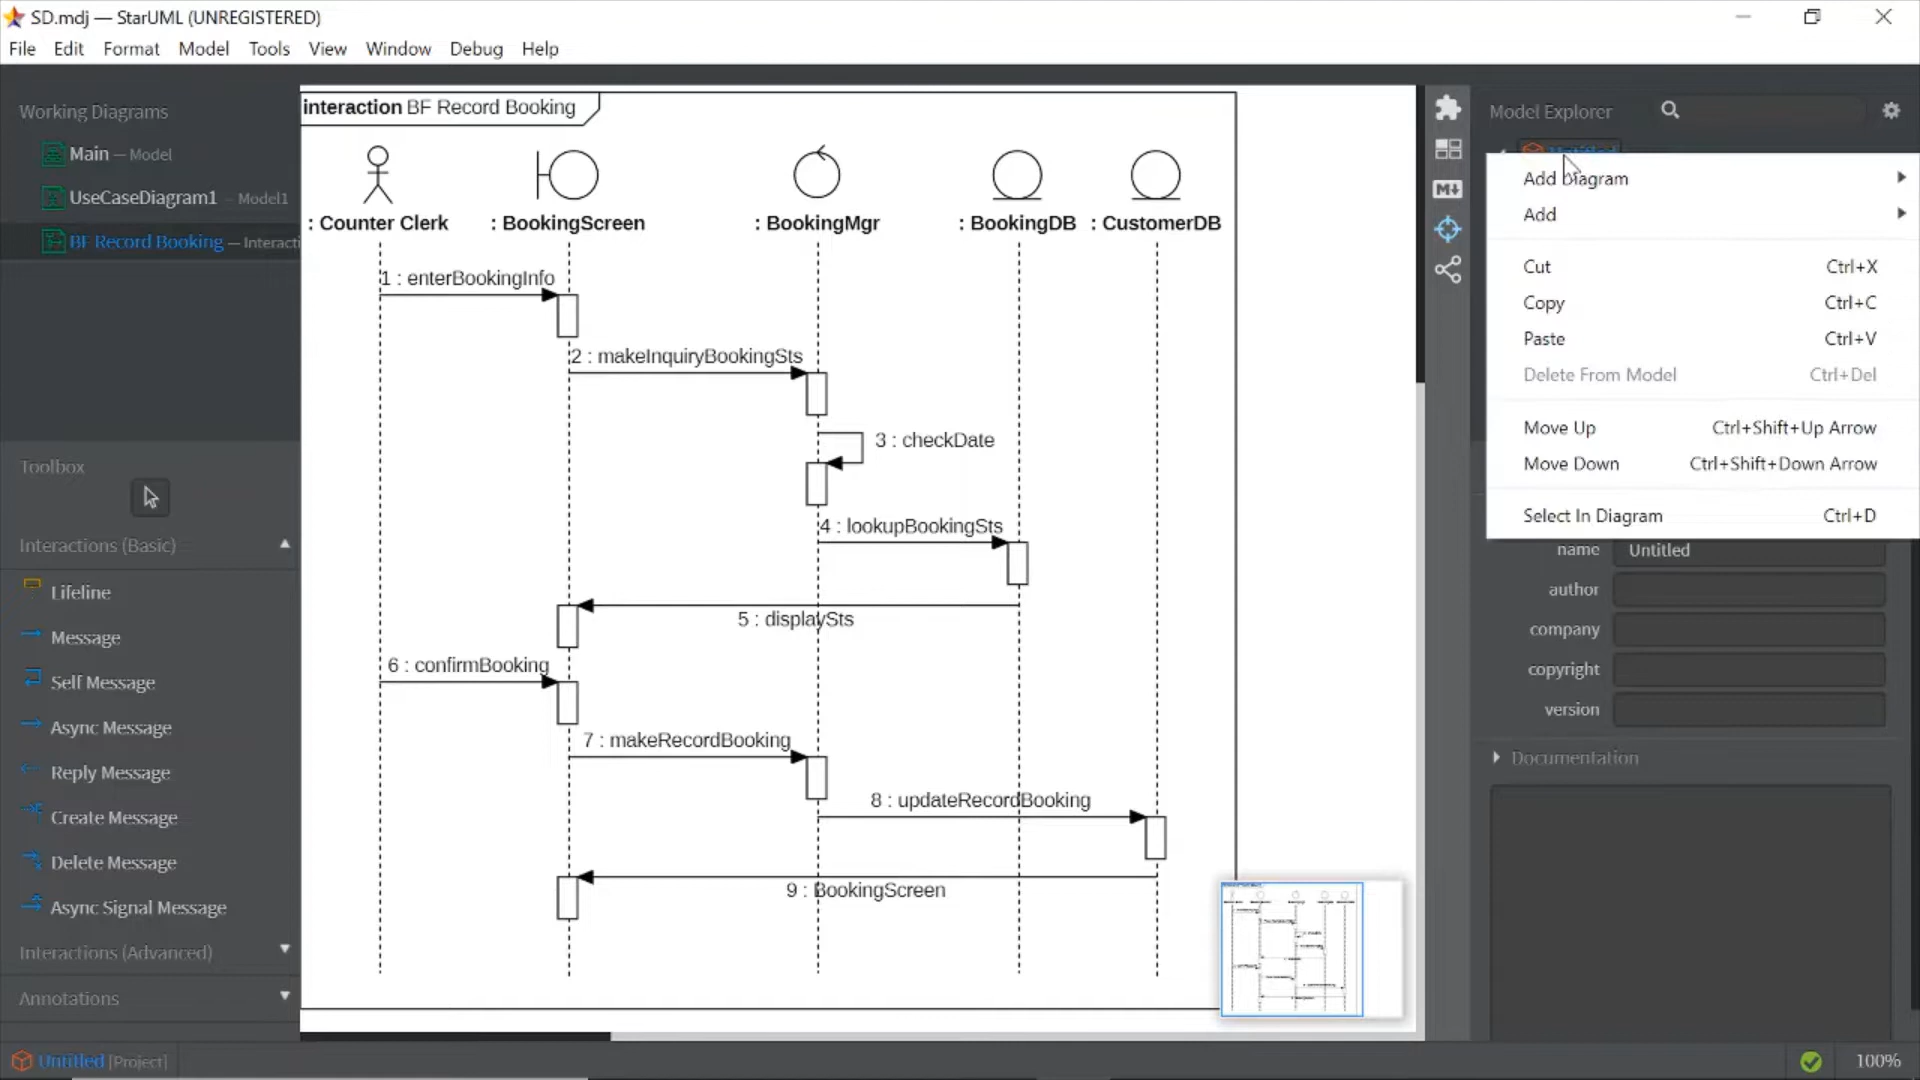 SD.mdj — StarUML (UNREGISTERED)
File Edit Format Model Tools View Window Debug Help
Working Diagrams
Main — Model
UseCaseDiagram1 — Model1
BF Record Booking — Interacti
Toolbox
Interactions (Basic)
Lifeline
Message
Self Message
Async Message
Reply Message
Create Message
Delete Message
Async Signal Message
Interactions (Advanced)
Annotations
interaction BF Record Booking
: Counter Clerk : BookingScreen : BookingMgr : BookingDB : CustomerDB
1 : enterBookingInfo
2 : makeInquiryBookingSts
3 : checkDate
4 : lookupBookingSts
5 : displaySts
6 : confirmBooking
7 : makeRecordBooking
8 : updateRecordBooking
9 : BookingScreen
M
Model Explorer
Add Diagram
Add
Cut Ctrl+X
Copy Ctrl+C
Paste Ctrl+V
Delete From Model Ctrl+Del
Move Up Ctrl+Shift+Up Arrow
Move Down Ctrl+Shift+Down Arrow
Select In Diagram Ctrl+D
name Untitled
author
company
copyright
version
Documentation
Untitled [Project]
100%